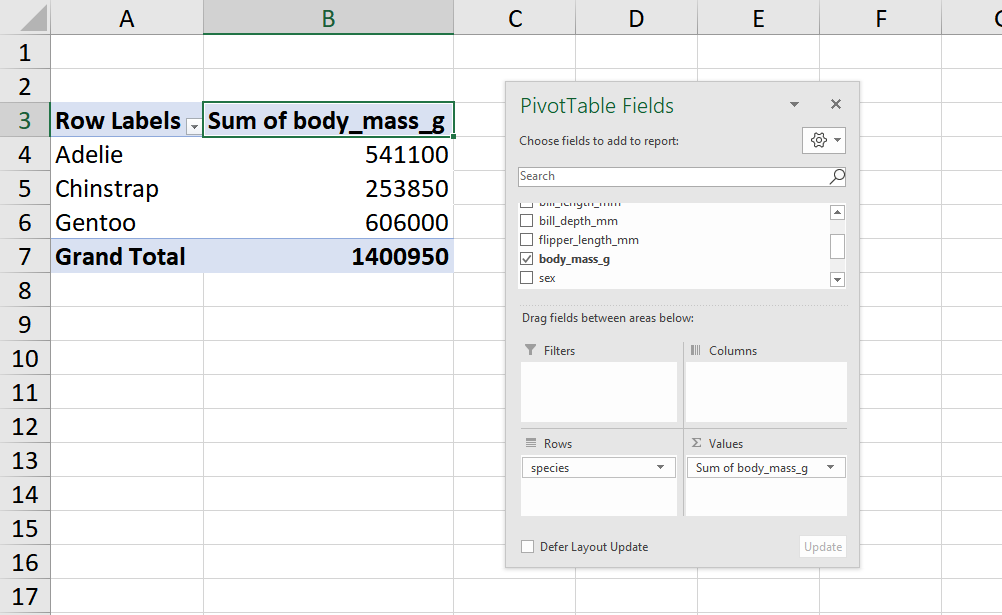 A B C D E F
1
2
3 Row Labels Sum of body_mass_g
4 Adelie 541100
5 Chinstrap 253850
6 Gentoo 606000
7 Grand Total 1400950
8
9
10
11
12
13
14
15
16
17
PivotTable Fields
Choose fields to add to report:
Search
bill_length_mm
bill_depth_mm
flipper_length_mm
body_mass_g
sex
Drag fields between areas below:
Filters Columns
Rows Σ Values
species Sum of body_mass_g
Defer Layout Update Update